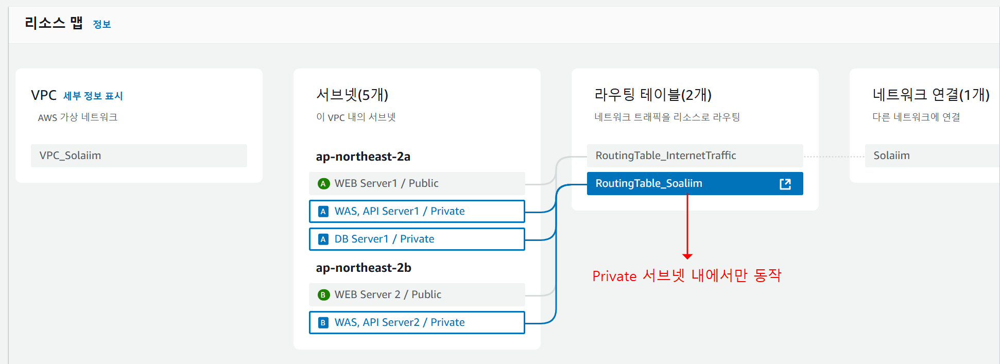 리소스 맵 정보
VPC 세부 정보 표시
AWS 가상 네트워크
VPC_Solaiim
서브넷(5개)
이 VPC 내의 서브넷
ap-northeast-2a
A WEB Server1 / Public
A WAS, API Server1 / Private
A DB Server1 / Private
ap-northeast-2b
B WEB Server 2 / Public
B WAS, API Server2 / Private
라우팅 테이블(2개)
네트워크 트래픽을 리소스로 라우팅
RoutingTable_InternetTraffic
RoutingTable_Soaliim
Private 서브넷 내에서만 동작
네트워크 연결(1개)
다른 네트워크에 연결
Solaiim